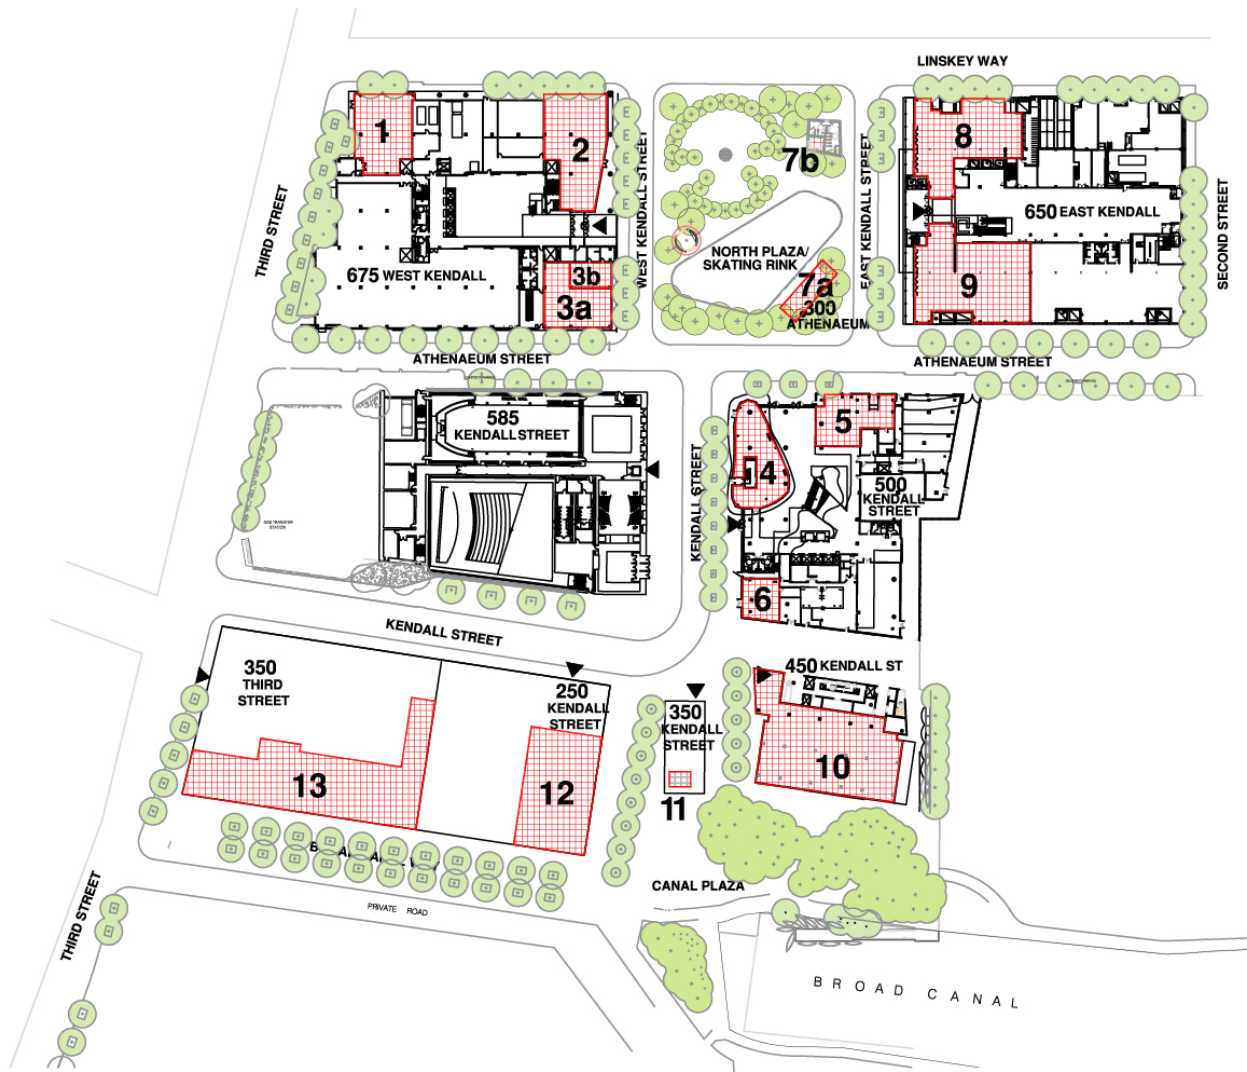 LINSKEY WAY
1
2
7b
8
THIRD STREET
WEST KENDALL STREET
EAST KENDALL STREET
SECOND STREET
650 EAST KENDALL
NORTH PLAZA/
SKATING RINK
675 WEST KENDALL
3b
3a
7a
300
ATHENAEUM
9
ATHENAEUM STREET
ATHENAEUM STREET
585
KENDALL STREET
5
4
KENDALL STREET
500
KENDALL
STREET
GAS TRANSFER
STATION
6
KENDALL STREET
350
THIRD
STREET
250
KENDALL
STREET
450 KENDALL ST
350
KENDALL
STREET
10
13
12
11
CANAL PLAZA
PRIVATE ROAD
THIRD STREET
BROAD CANAL